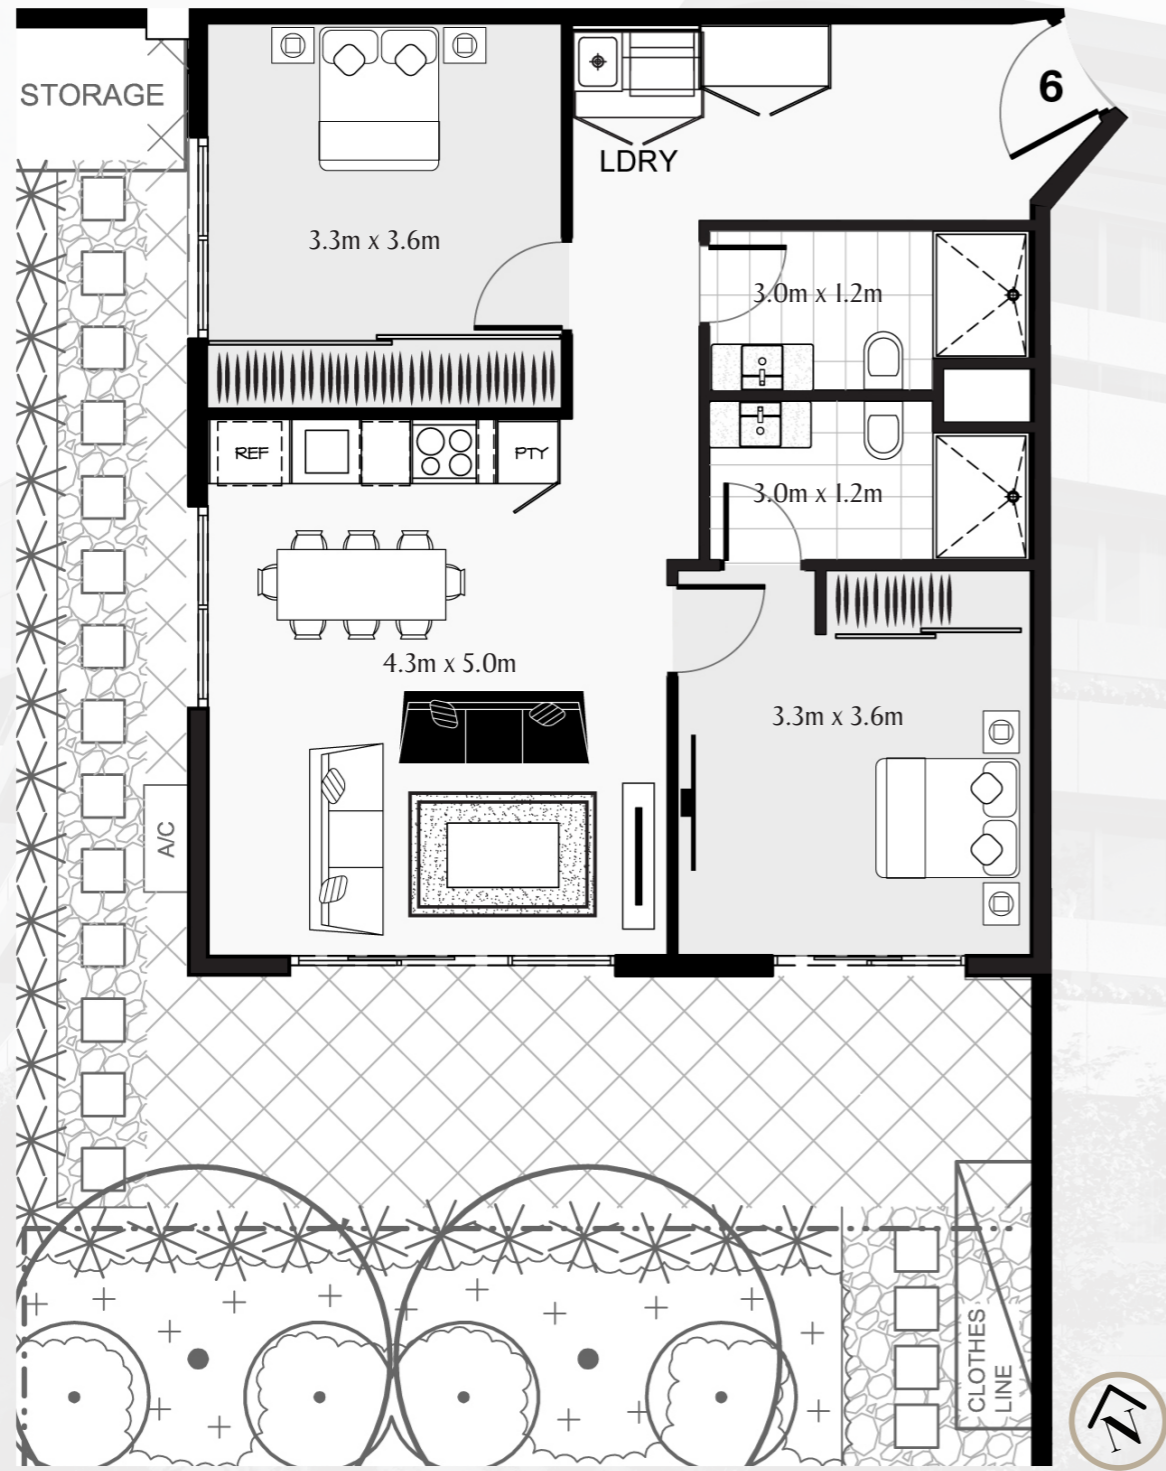 6
STORAGE
LDRY
3.3m x 3.6m
3.0m x 1.2m
REF
PTY
3.0m x 1.2m
4.3m x 5.0m
3.3m x 3.6m
A/C
CLOTHES
LINE
N